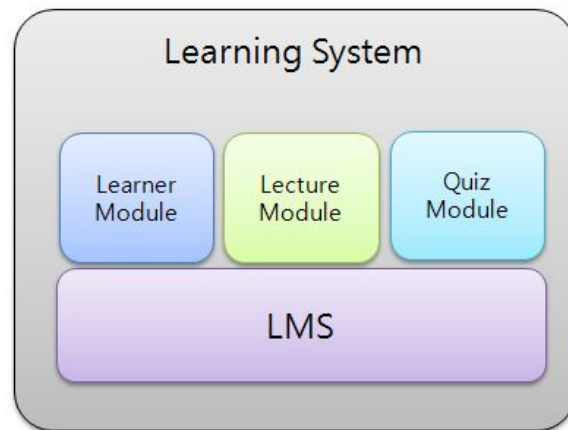 Learning System
Learner
Module
Lecture
Module
Quiz
Module
LMS